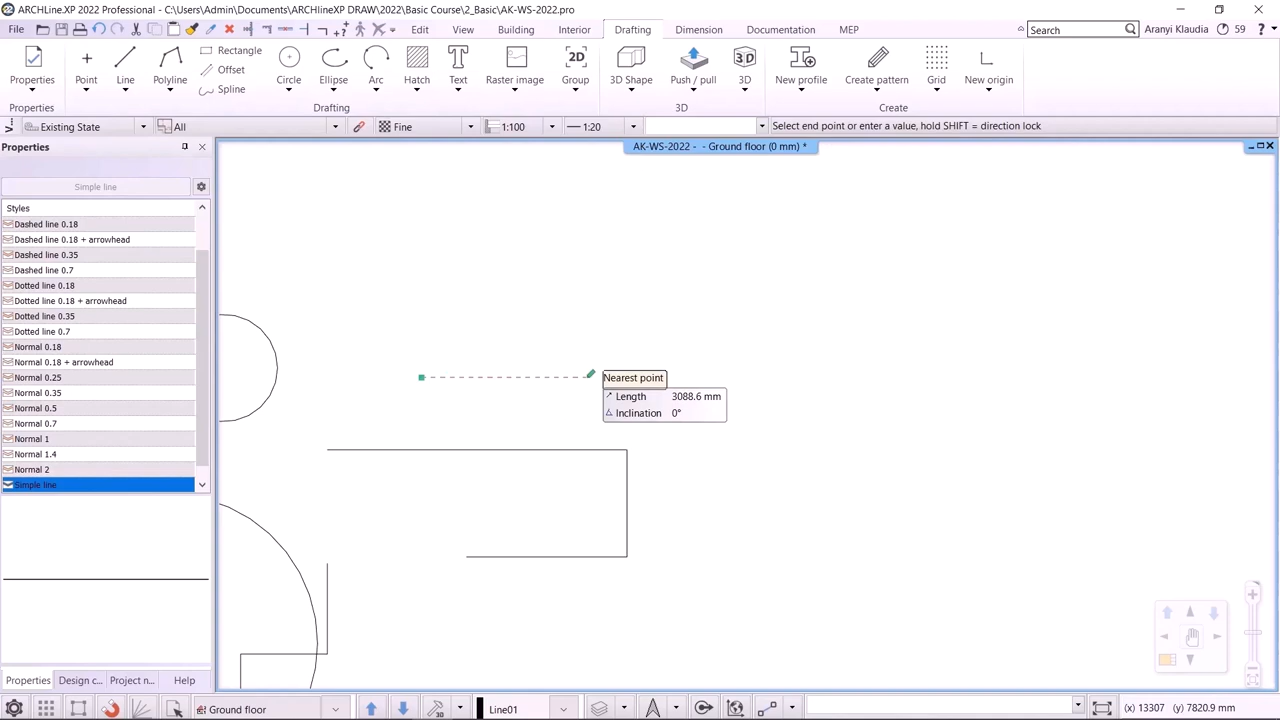 ARCHLine.XP 2022 Professional - C:\Users\Admin\Documents\ARCHlineXP DRAW\2022\Basic Course\2_Basic\AK-WS-2022.pro
File Edit View Building Interior Drafting Dimension Documentation MEP Search Aranyi Klaudia 59
Properties Point Line Polyline Rectangle Offset Spline Circle Ellipse Arc Hatch Text Raster image Group 3D Shape Push / pull 3D New profile Create pattern Grid New origin
Properties Drafting 3D Create
Existing State All Fine 1:100 1:20 Select end point or enter a value, hold SHIFT = direction lock
Properties AK-WS-2022 - - Ground floor (0 mm) *
Simple line
Styles
Dashed line 0.18
Dashed line 0.18 + arrowhead
Dashed line 0.35
Dashed line 0.7
Dotted line 0.18
Dotted line 0.18 + arrowhead
Dotted line 0.35
Dotted line 0.7
Normal 0.18
Normal 0.18 + arrowhead
Normal 0.25
Normal 0.35
Normal 0.5
Normal 0.7
Normal 1
Normal 1.4
Normal 2
Simple line
Nearest point
Length 3088.6 mm
Inclination 0°
Properties Design c... Project n... Help
Ground floor Line01 (x) 13307 (y) 7820.9 mm